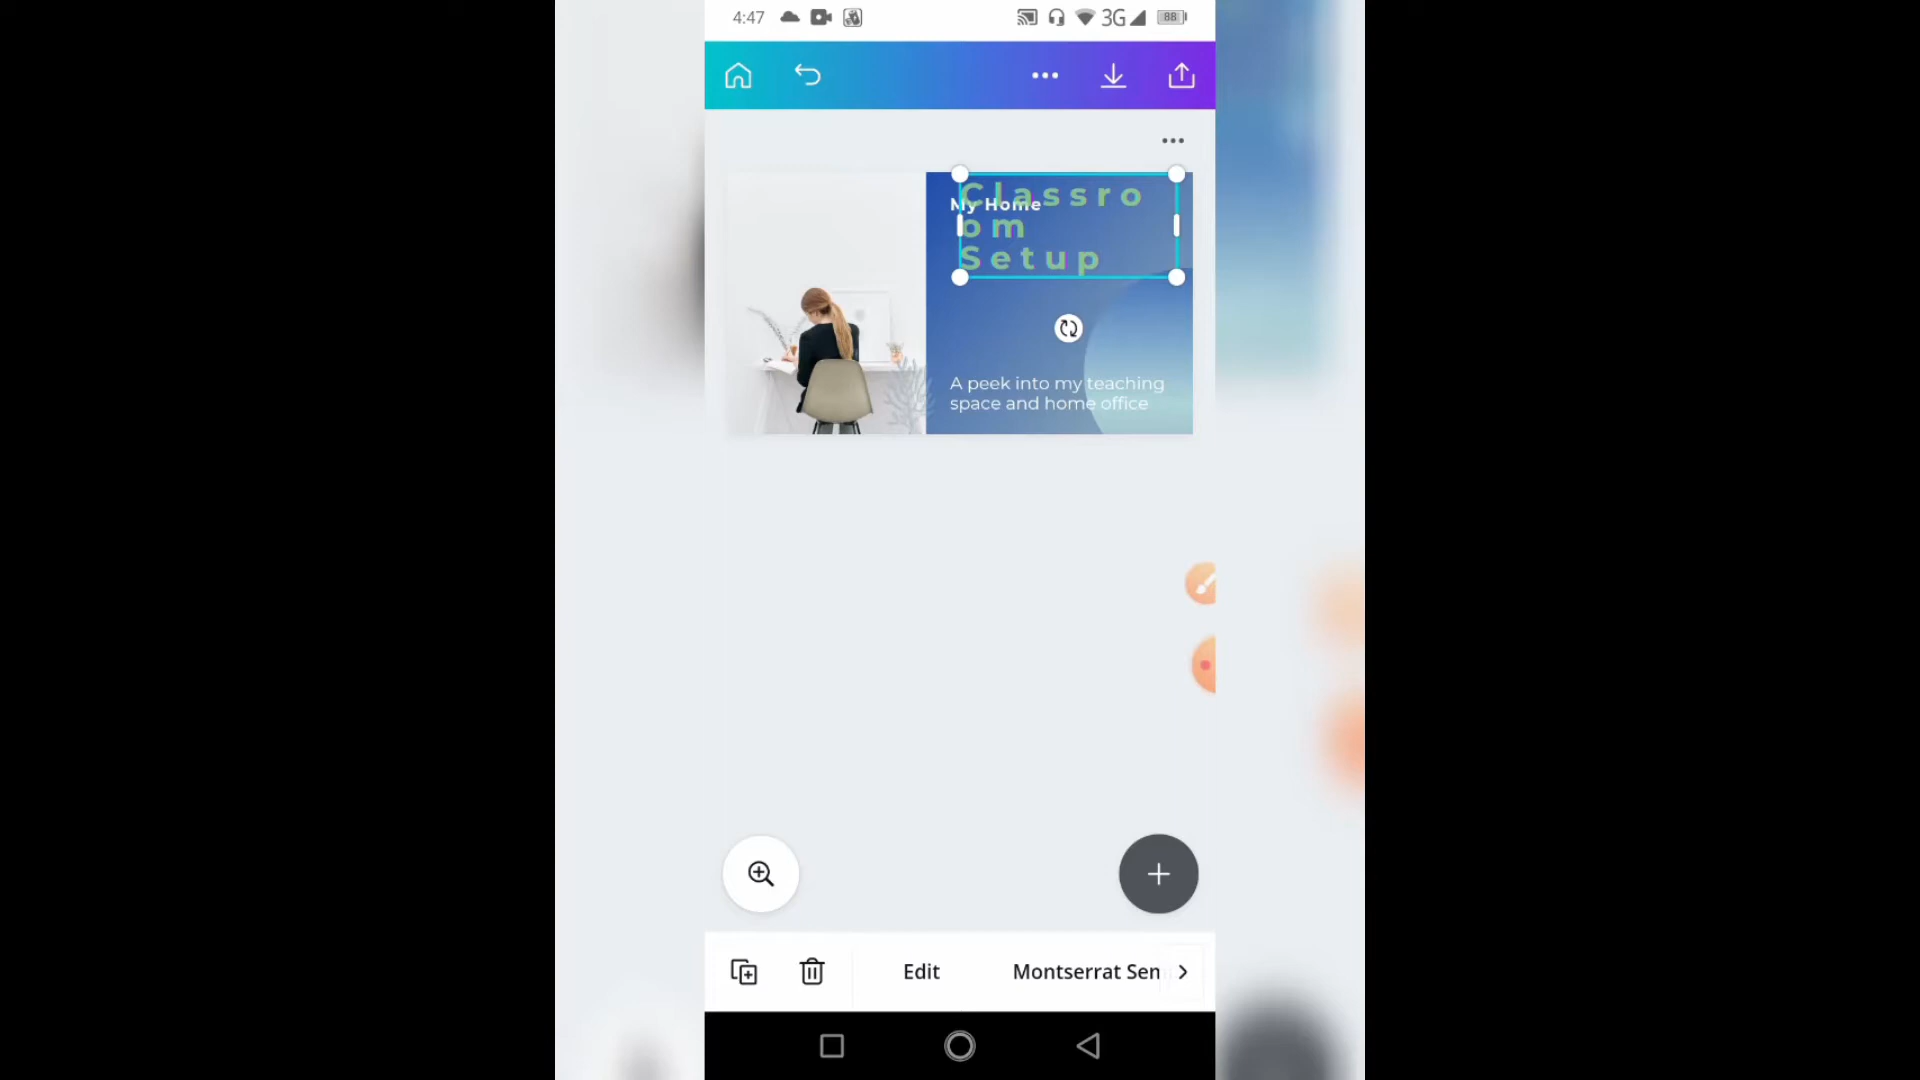 4:47
3G
88
My Home
Classro
om
Setup
A peek into my teaching
space and home office
Edit
Montserrat Sem